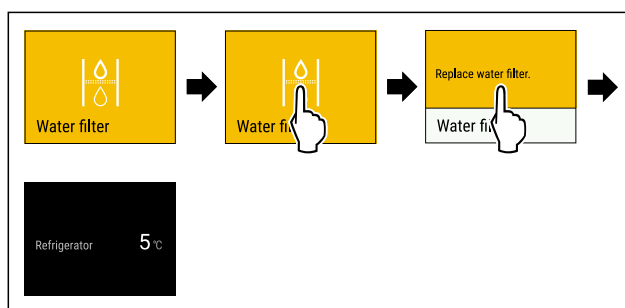 Water filter
Water fi
Replace water filter.
Water fi
Refrigerator 5 °C